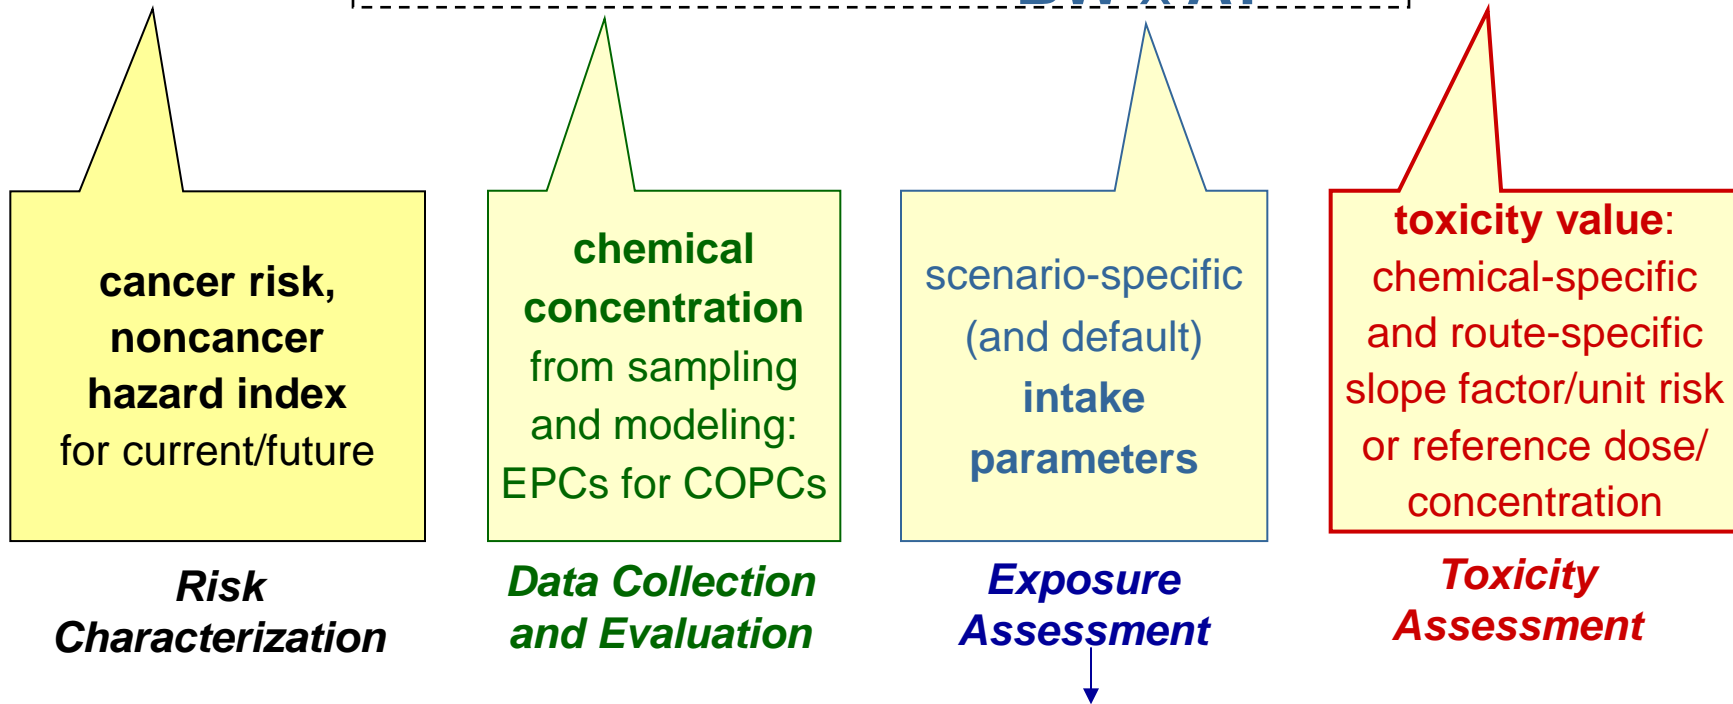 BW x AT
cancer risk,
noncancer
hazard index
for current/future
chemical
concentration
from sampling
and modeling:
EPCs for COPCs
scenario-specific
(and default)
intake
parameters
toxicity value:
chemical-specific
and route-specific
slope factor/unit risk
or reference dose/
concentration
Risk
Characterization
Data Collection
and Evaluation
Exposure
Assessment
Toxicity
Assessment